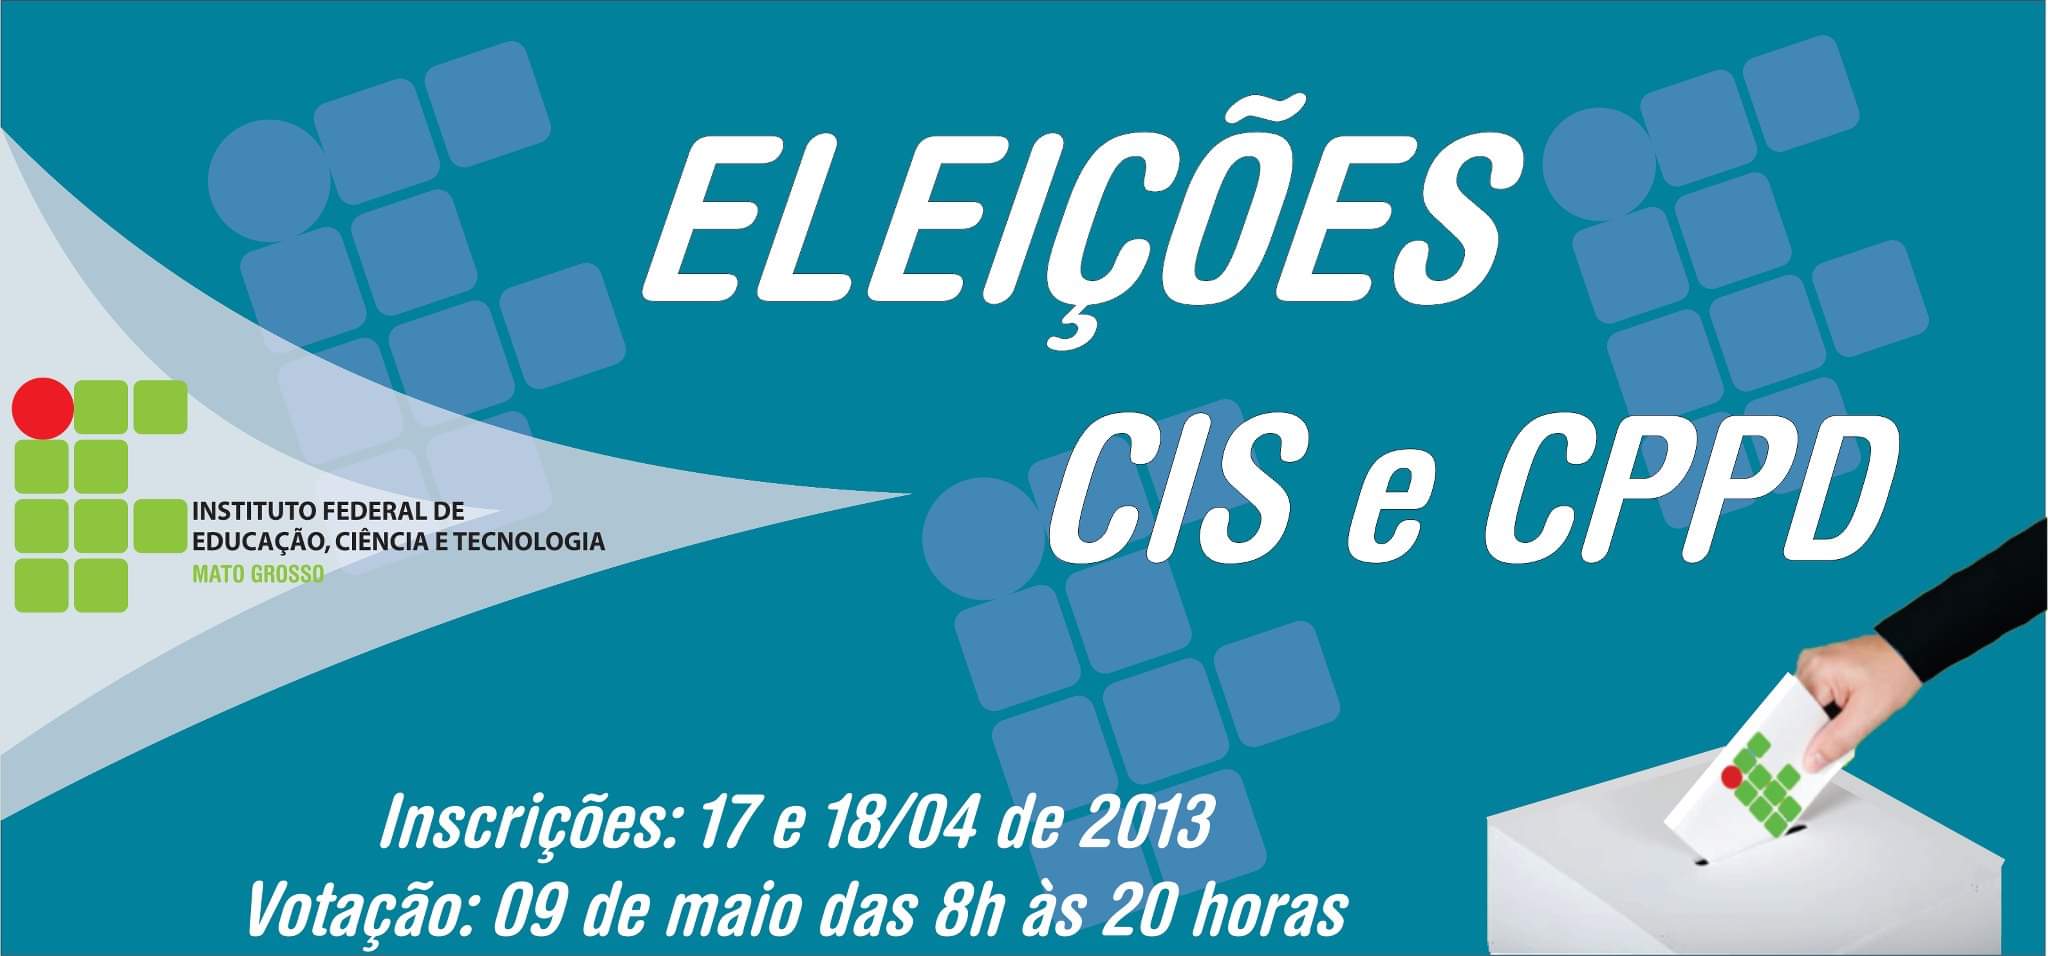 ELEIÇÕES
CIS e CPPD
INSTITUTO FEDERAL DE
EDUCAÇÃO, CIÊNCIA E TECNOLOGIA
MATO GROSSO
Inscrições: 17 e 18/04 de 2013
Votação: 09 de maio das 8h às 20 horas